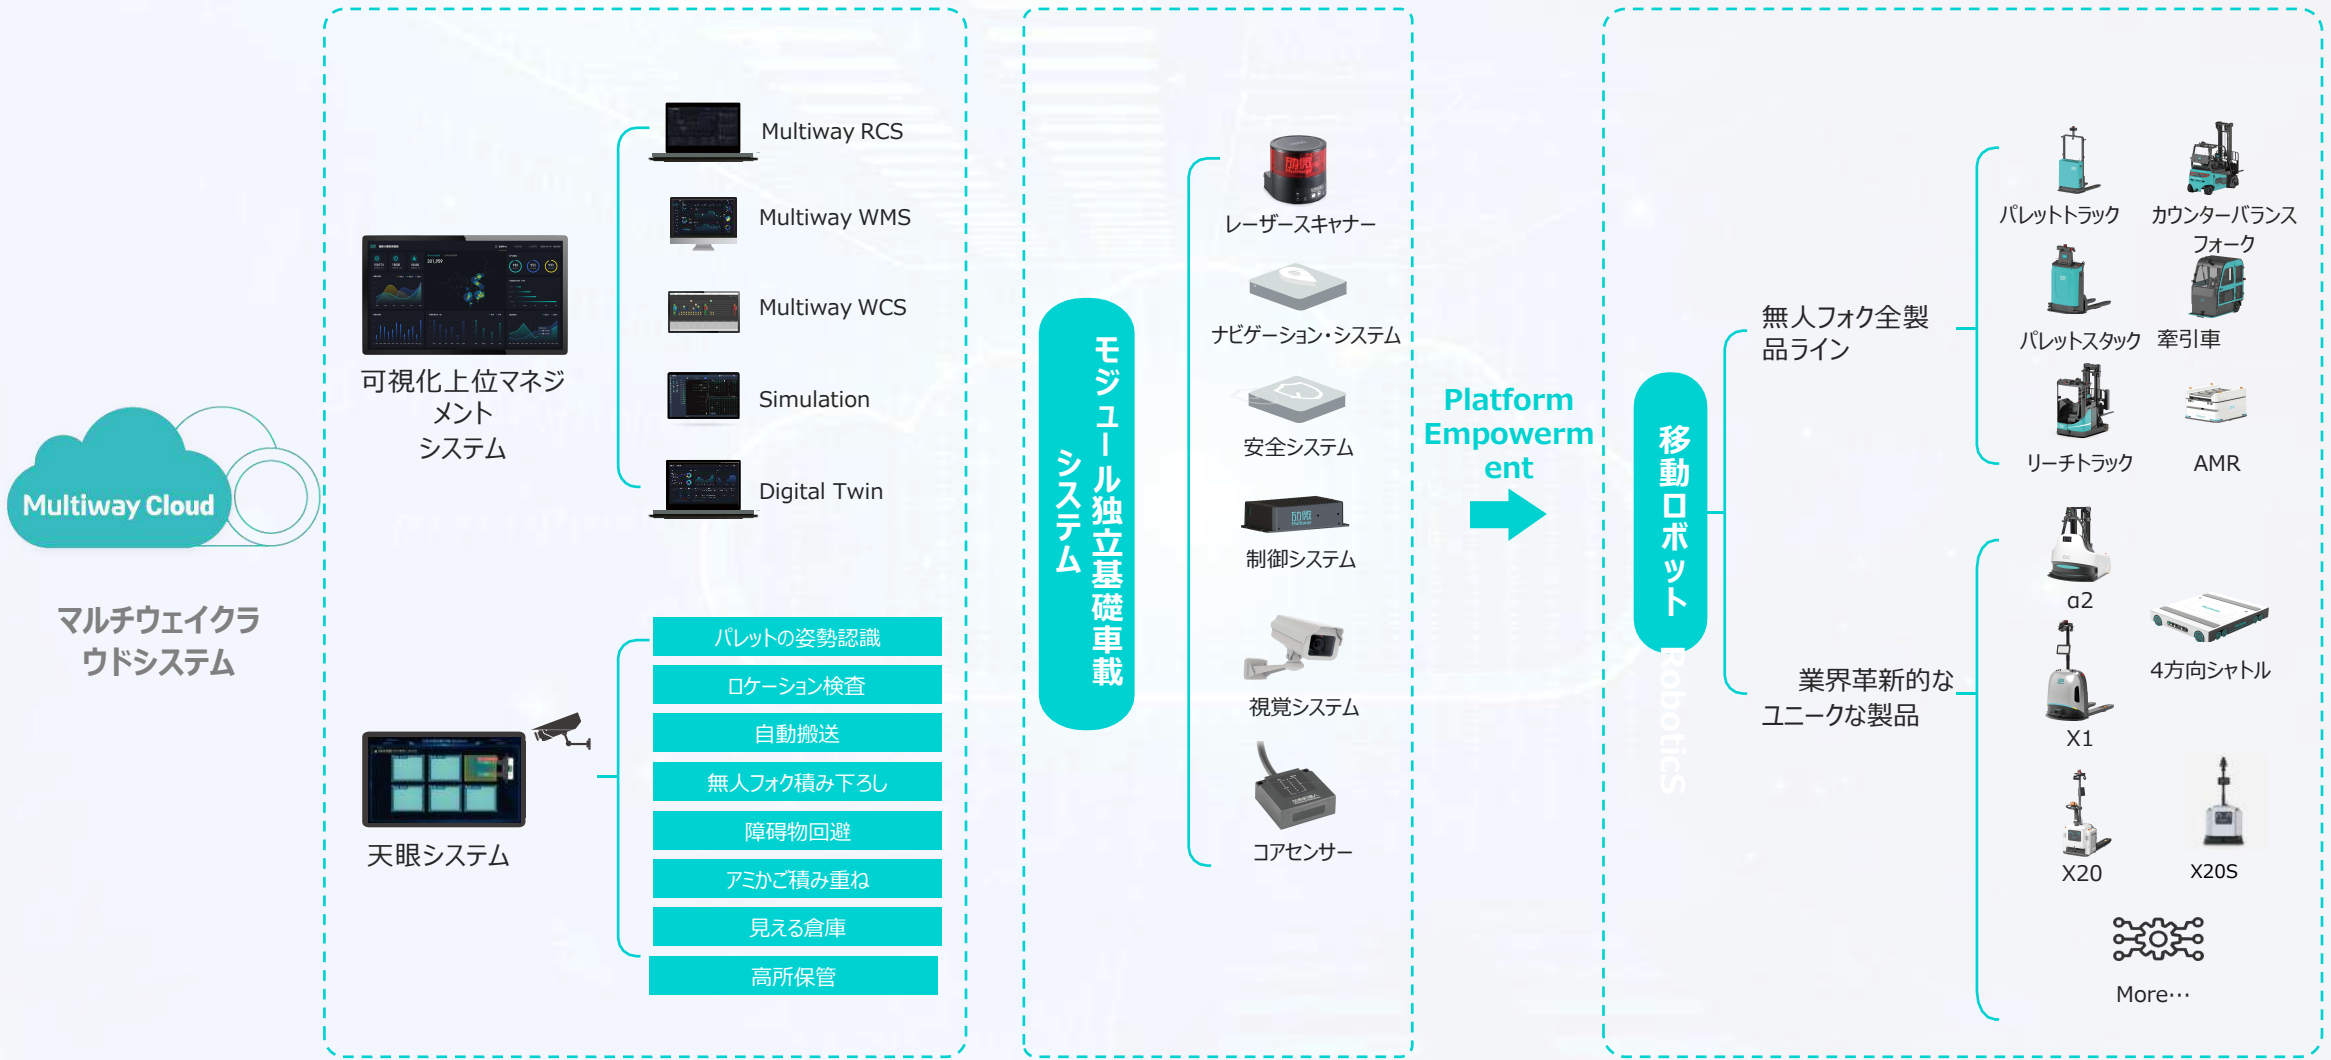 Multiway Cloud
マルチウェイクラ
ウドシステム
可視化上位マネジ
メント
システム
Multiway RCS
Multiway WMS
Multiway WCS
Simulation
Digital Twin
天眼システム
パレットの姿勢認識
ロケーション検査
自動搬送
無人フォク積み下ろし
障碍物回避
アミかご積み重ね
見える倉庫
高所保管
モジュール独立基礎車載
システム
レーザースキャナー
ナビゲーション・システム
安全システム
Multiway
制御システム
視覚システム
コアセンサー
Platform
Empowerm
ent
移動ロボット RoboticS
無人フォク全製
品ライン
パレットトラック
カウンターバランス
フォーク
パレットスタック
牽引車
リーチトラック
AMR
業界革新的な
ユニークな製品
α2
4方向シャトル
X1
X20
X20S
More…